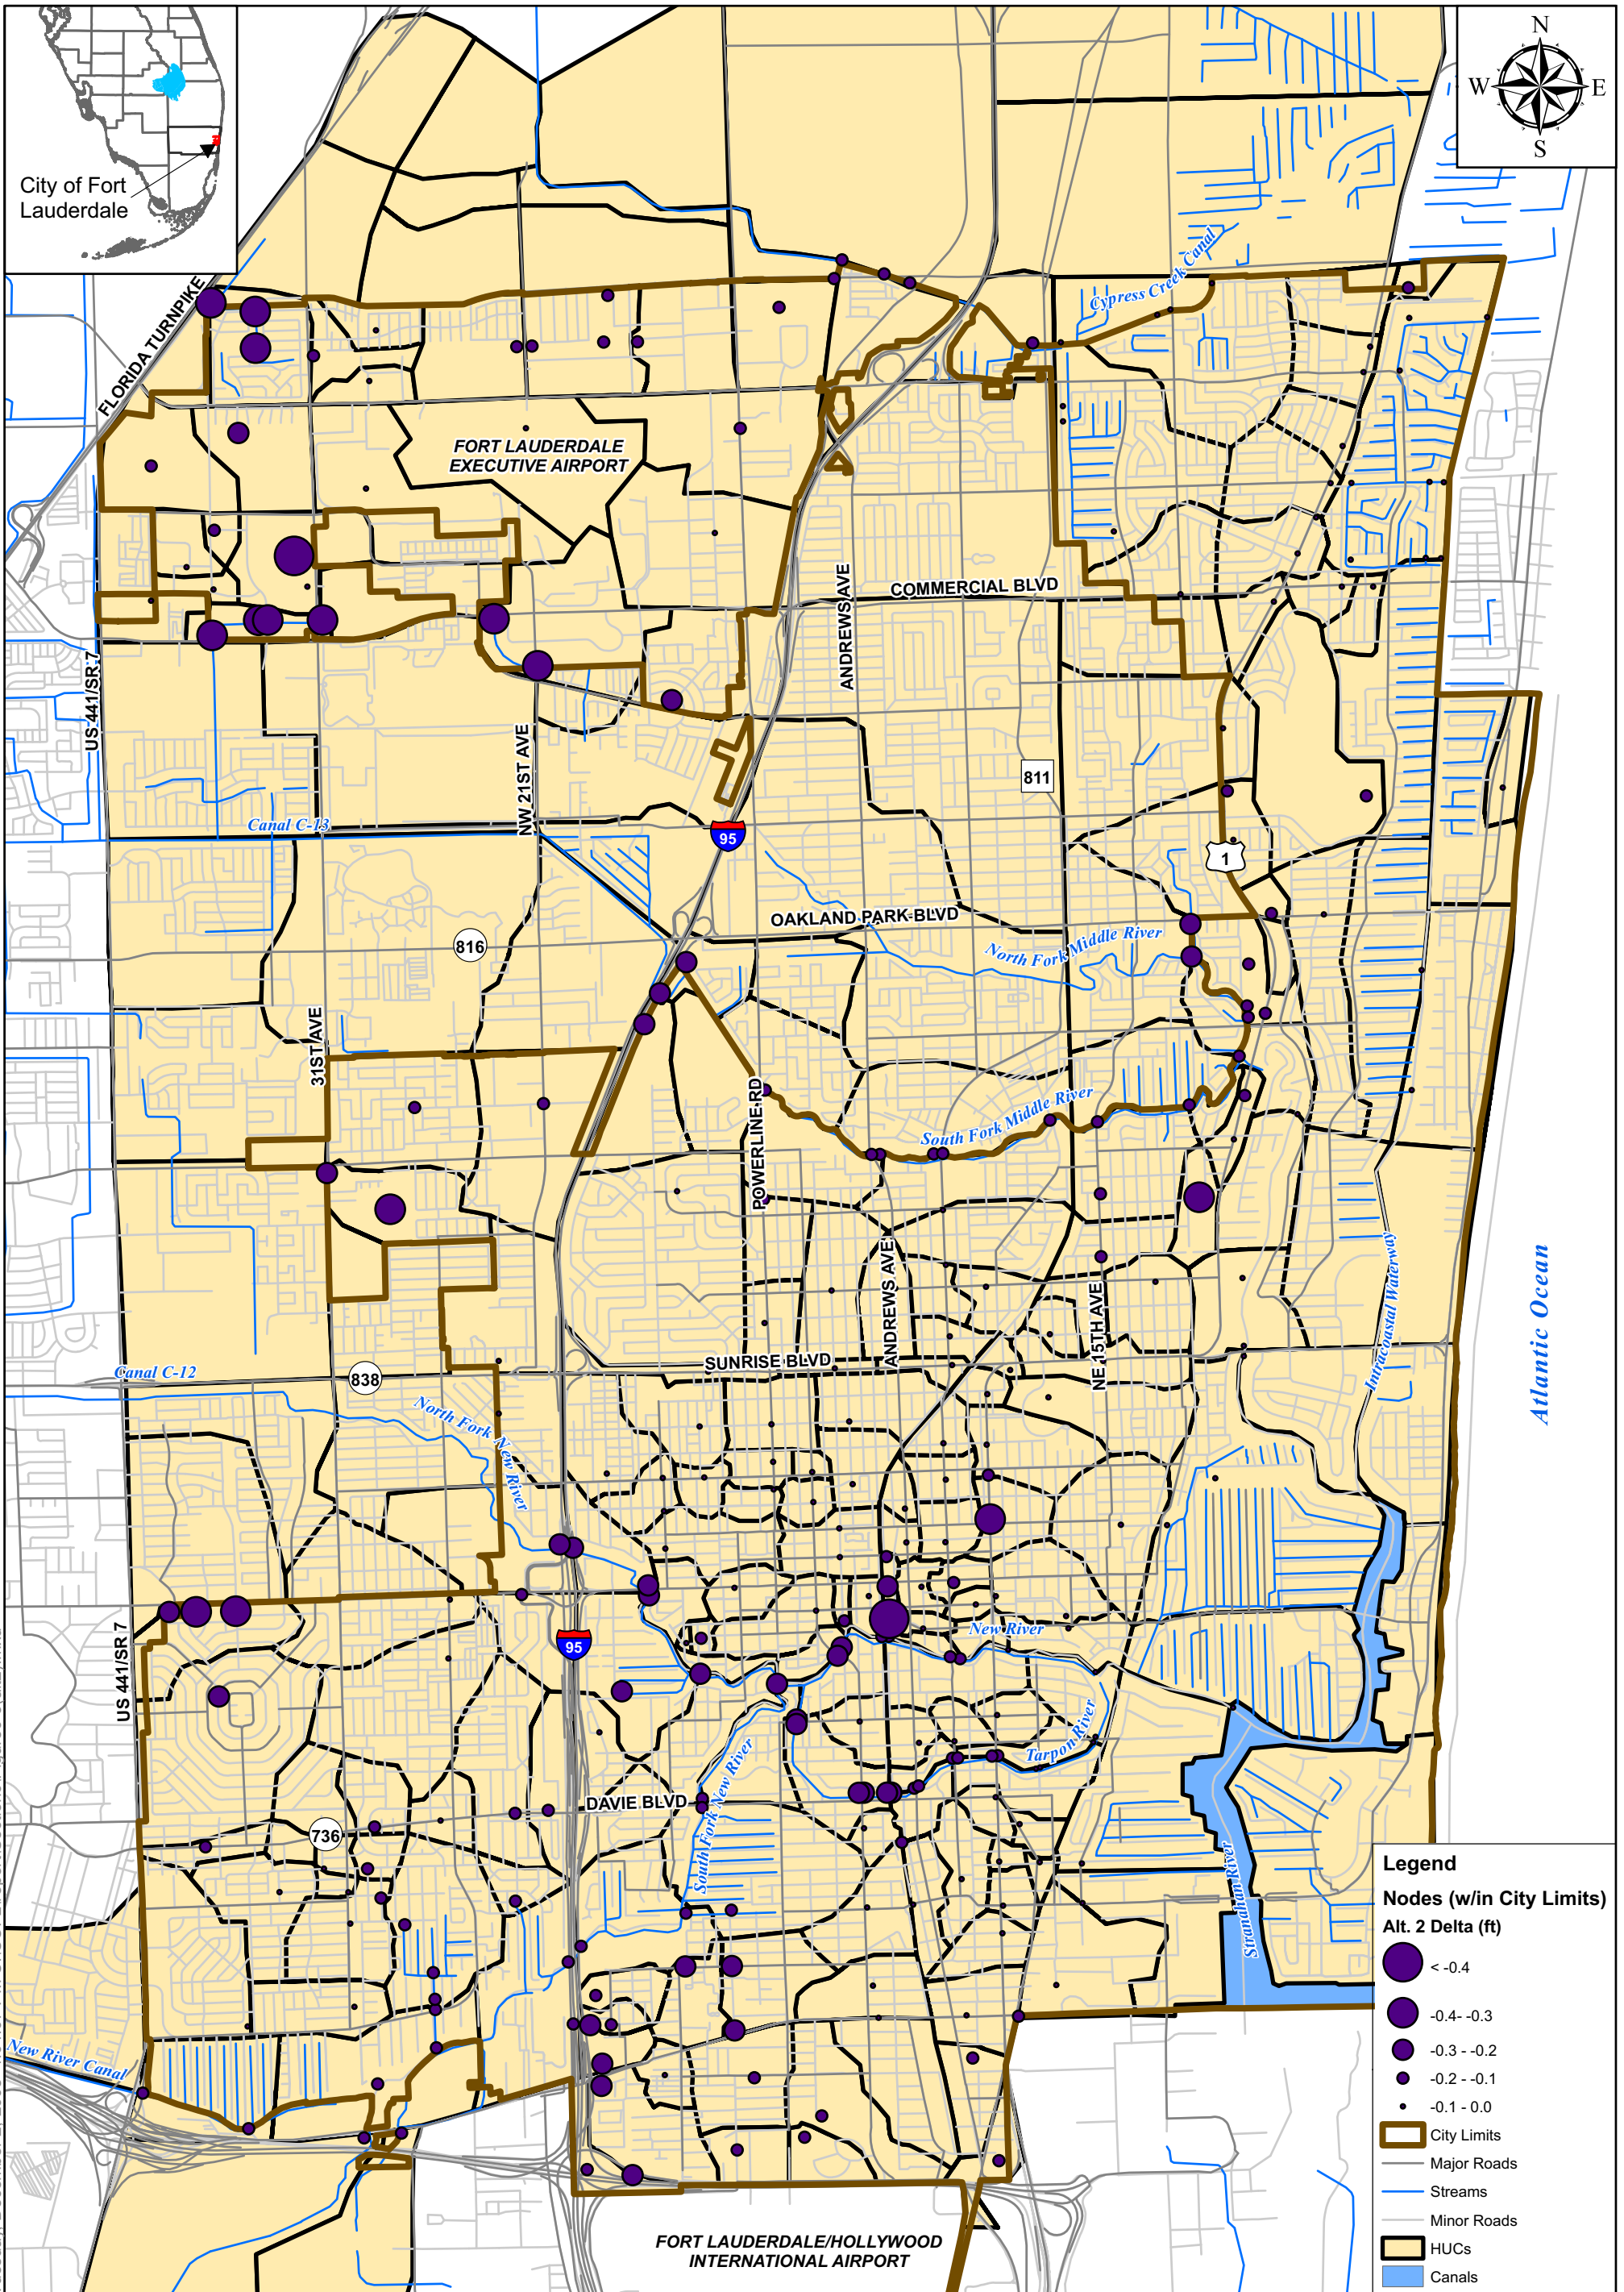 N
W
E
S
City of Fort
Lauderdale
Cypress Creek Canal
FLORIDA TURNPIKE
FORT LAUDERDALE
EXECUTIVE AIRPORT
COMMERCIAL BLVD
ANDREWS AVE
US 441/SR 7
NW 21ST AVE
811
Canal C-13
95
1
OAKLAND PARK BLVD
816
North Fork Middle River
31ST AVE
POWERLINE RD
South Fork Middle River
Intracoastal Waterway
Atlantic Ocean
ANDREWS AVE
NE 15TH AVE
SUNRISE BLVD
Canal C-12
838
North Fork New River
New River
95
US 441/SR 7
Tarpon River
South Fork New River
DAVIE BLVD
736
Stranahan River
New River Canal
FORT LAUDERDALE/HOLLYWOOD
INTERNATIONAL AIRPORT
Legend
Nodes (w/in City Limits)
Alt. 2 Delta (ft)
< -0.4
-0.4- -0.3
-0.3 - -0.2
-0.2 - -0.1
-0.1 - 0.0
City Limits
Major Roads
Streams
Minor Roads
HUCs
Canals